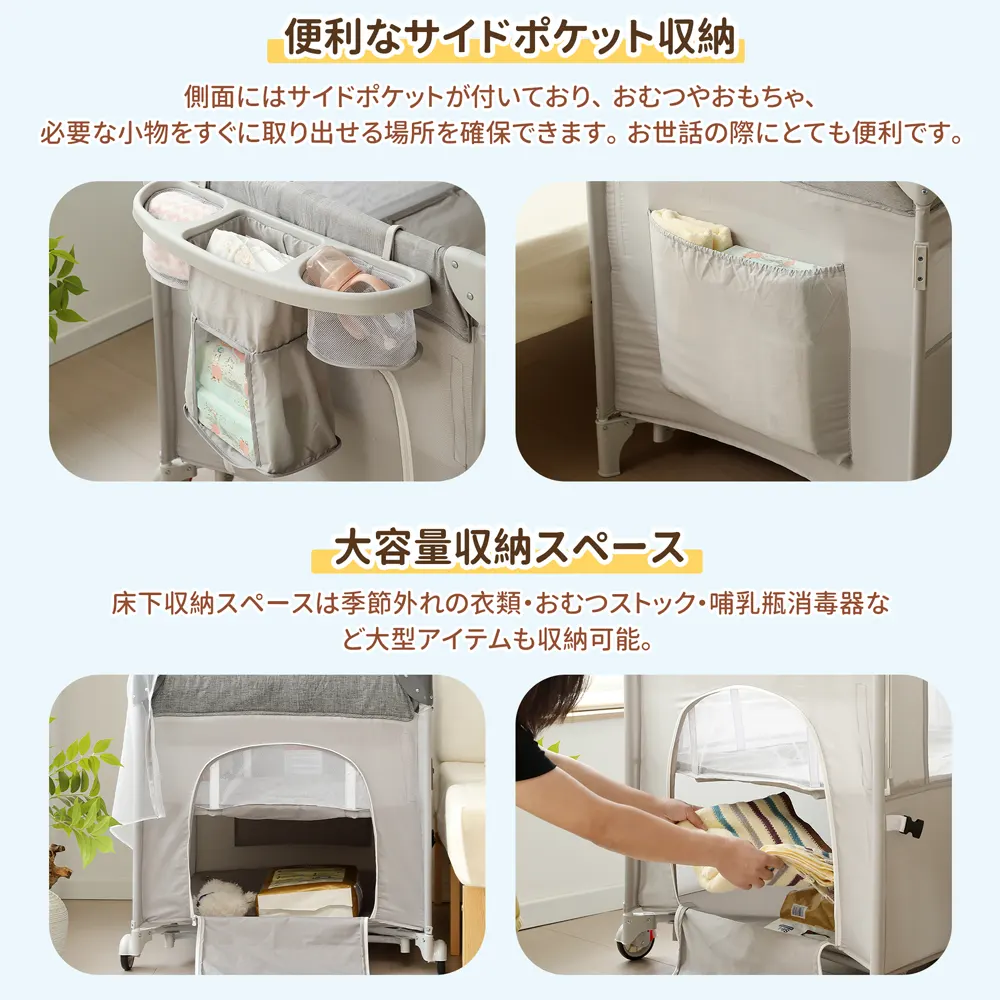 便利なサイドポケット収納
側面にはサイドポケットが付いており、おむつやおもちゃ、
必要な小物をすぐに取り出せる場所を確保できます。お世話の際にとても便利です。
大容量収納スペース
床下収納スペースは季節外れの衣類・おむつストック・哺乳瓶消毒器な
ど大型アイテムも収納可能。